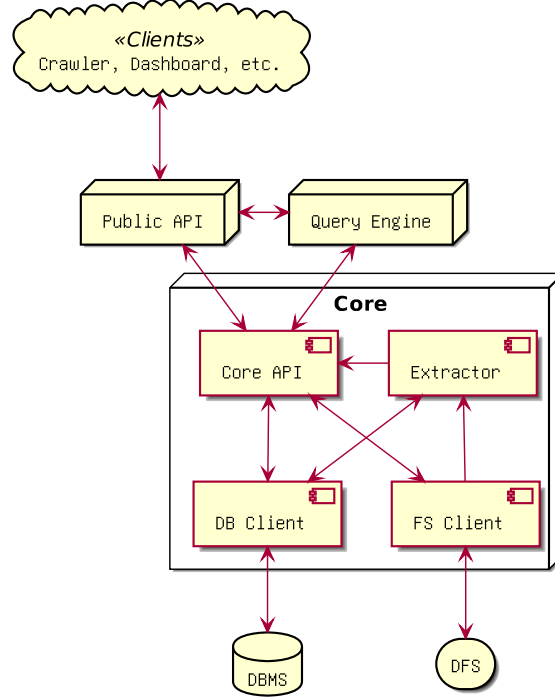 «Clients»
Crawler, Dashboard, etc.
Public API
Query Engine
Core
Core API
Extractor
DB Client
FS Client
DBMS
DFS